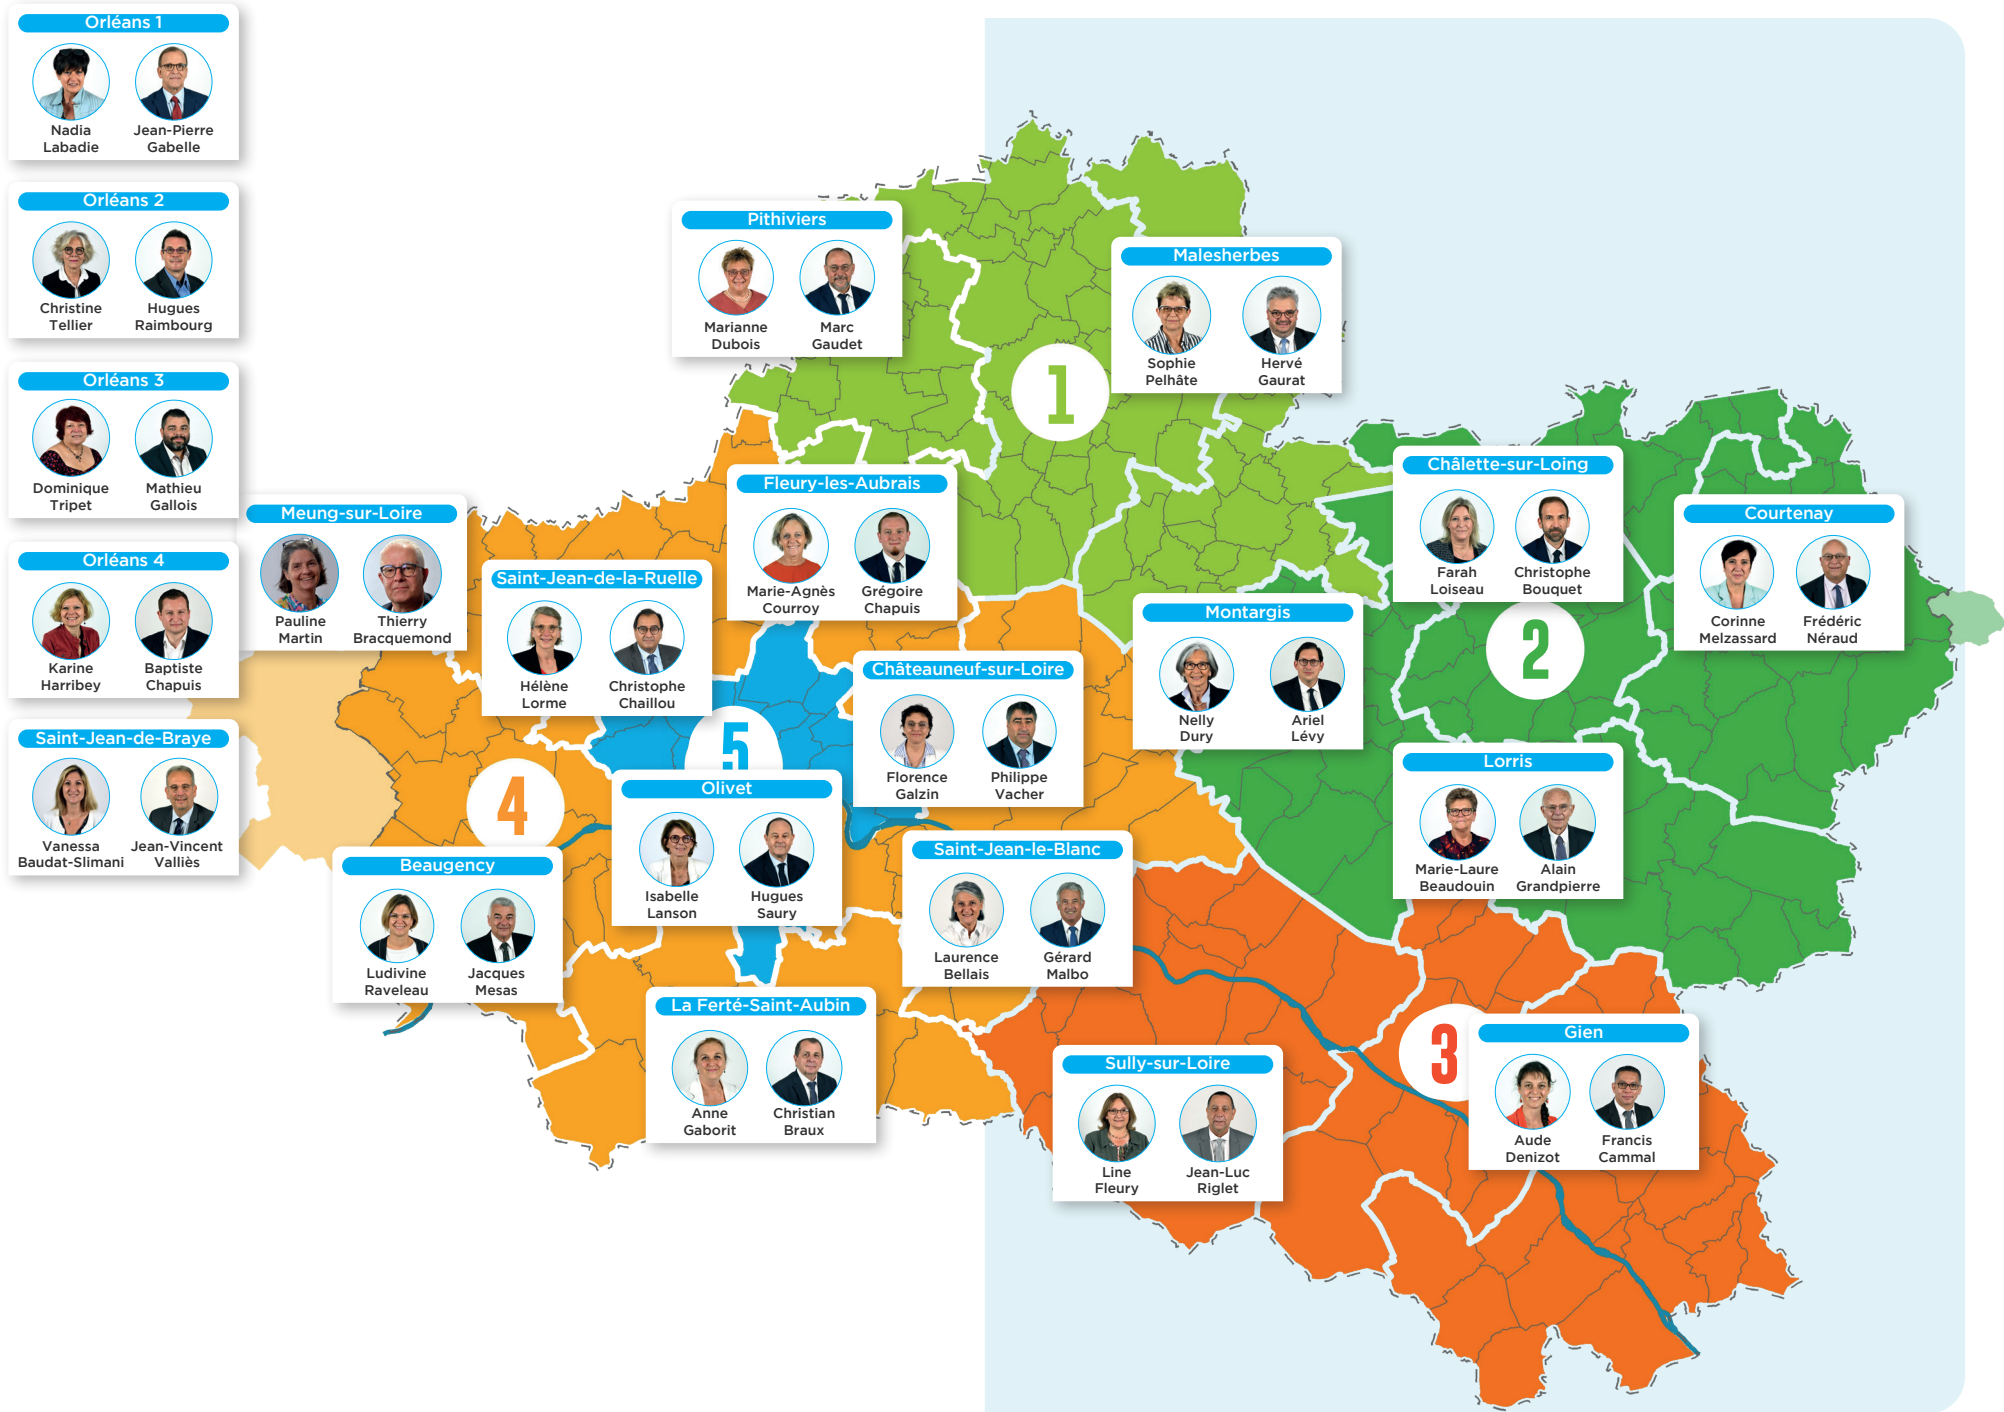 Orléans 1
Nadia
Labadie
Jean-Pierre
Gabelle
Orléans 2
Christine
Tellier
Hugues
Raimbourg
Orléans 3
Dominique
Tripet
Mathieu
Gallois
Orléans 4
Karine
Harribey
Baptiste
Chapuis
Saint-Jean-de-Braye
Vanessa
Baudat-Slimani
Jean-Vincent
Valliès
Meung-sur-Loire
Pauline
Martin
Thierry
Bracquemond
Pithiviers
Marianne
Dubois
Marc
Gaudet
Malesherbes
Sophie
Pelhâte
Hervé
Gaurat
1
Fleury-les-Aubrais
Marie-Agnès
Courroy
Grégoire
Chapuis
Saint-Jean-de-la-Ruelle
Hélène
Lorme
Christophe
Chaillou
Châlette-sur-Loing
Farah
Loiseau
Christophe
Bouquet
Courtenay
Corinne
Melzassard
Frédéric
Néraud
2
Montargis
Nelly
Dury
Ariel
Lévy
Châteauneuf-sur-Loire
Florence
Galzin
Philippe
Vacher
5
4
Olivet
Isabelle
Lanson
Hugues
Saury
Lorris
Marie-Laure
Beaudouin
Alain
Grandpierre
Beaugency
Ludivine
Raveleau
Jacques
Mesas
Saint-Jean-le-Blanc
Laurence
Bellais
Gérard
Malbo
La Ferté-Saint-Aubin
Anne
Gaborit
Christian
Braux
3
Gien
Aude
Denizot
Francis
Cammal
Sully-sur-Loire
Line
Fleury
Jean-Luc
Riglet